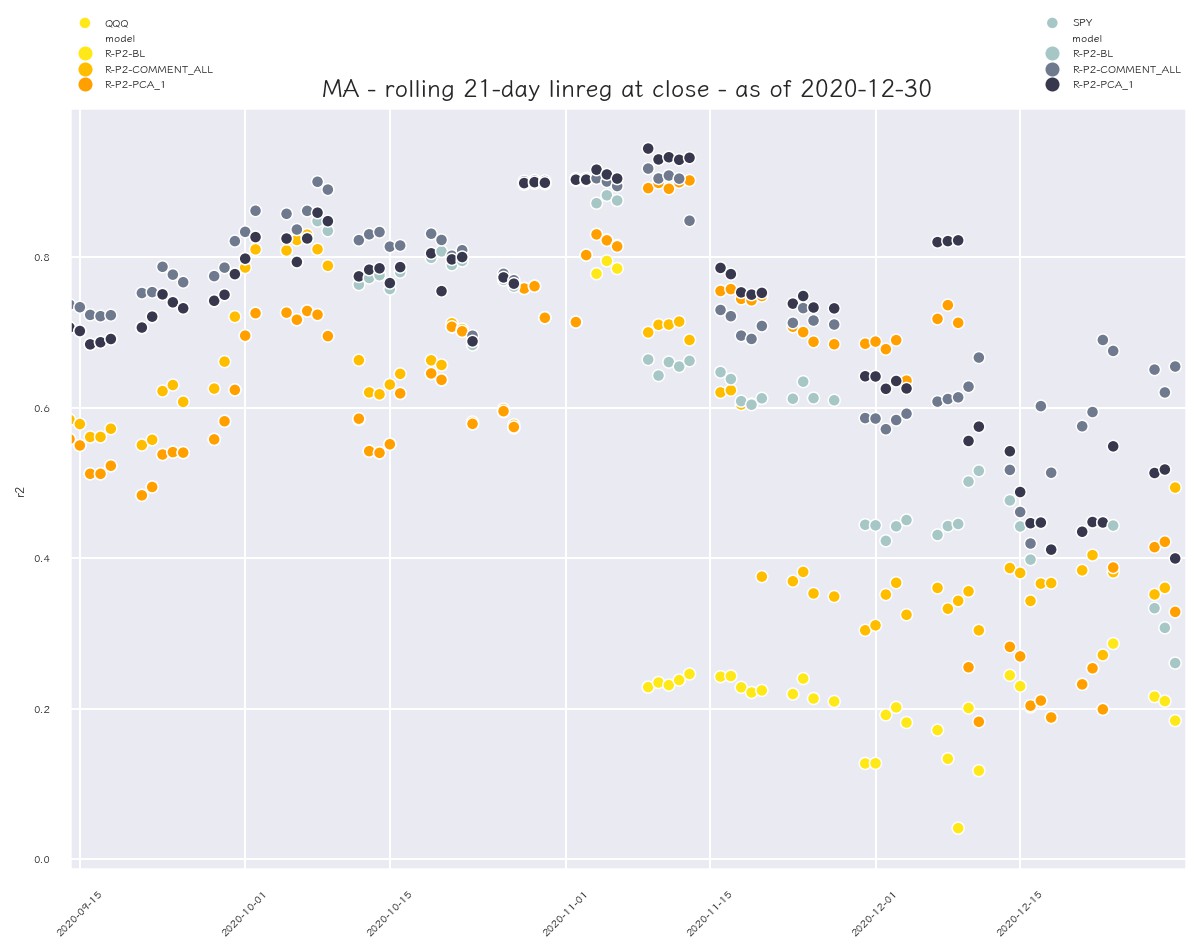 QQQ
model
R-P2-BL
R-P2-COMMENT_ALL
R-P2-PCA_1
SPY
model
R-P2-BL
R-P2-COMMENT_ALL
R-P2-PCA_1
MA - rolling 21-day linreg at close - as of 2020-12-30
r2
0.8
0.6
0.4
0.2
0.0
2020-09-15
2020-10-01
2020-10-15
2020-11-01
2020-11-15
2020-12-01
2020-12-15